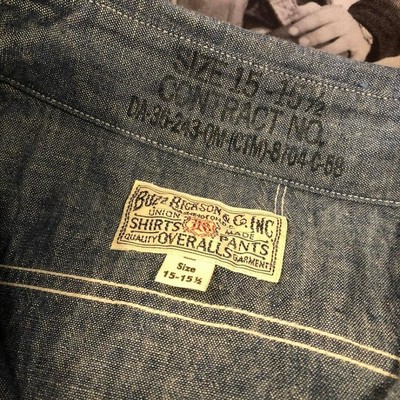 SIZE 15-15½
CONTRACT NO.
DA-36-243-QM-(CTM)-8704-C-58
BUZZ RICKSON & CO. INC
UNION MADE
SHIRTS PANTS
QUALITY OVERALLS GARMENT
Size
15-15½